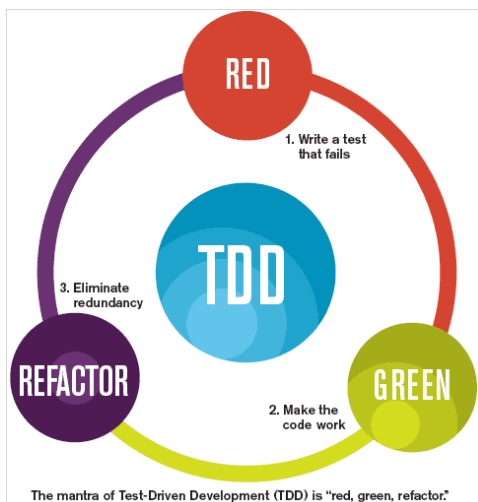 RED
1. Write a test
that fails
TDD
3. Eliminate
redundancy
REFACTOR
GREEN
2. Make the
code work
The mantra of Test-Driven Development (TDD) is “red, green, refactor.”